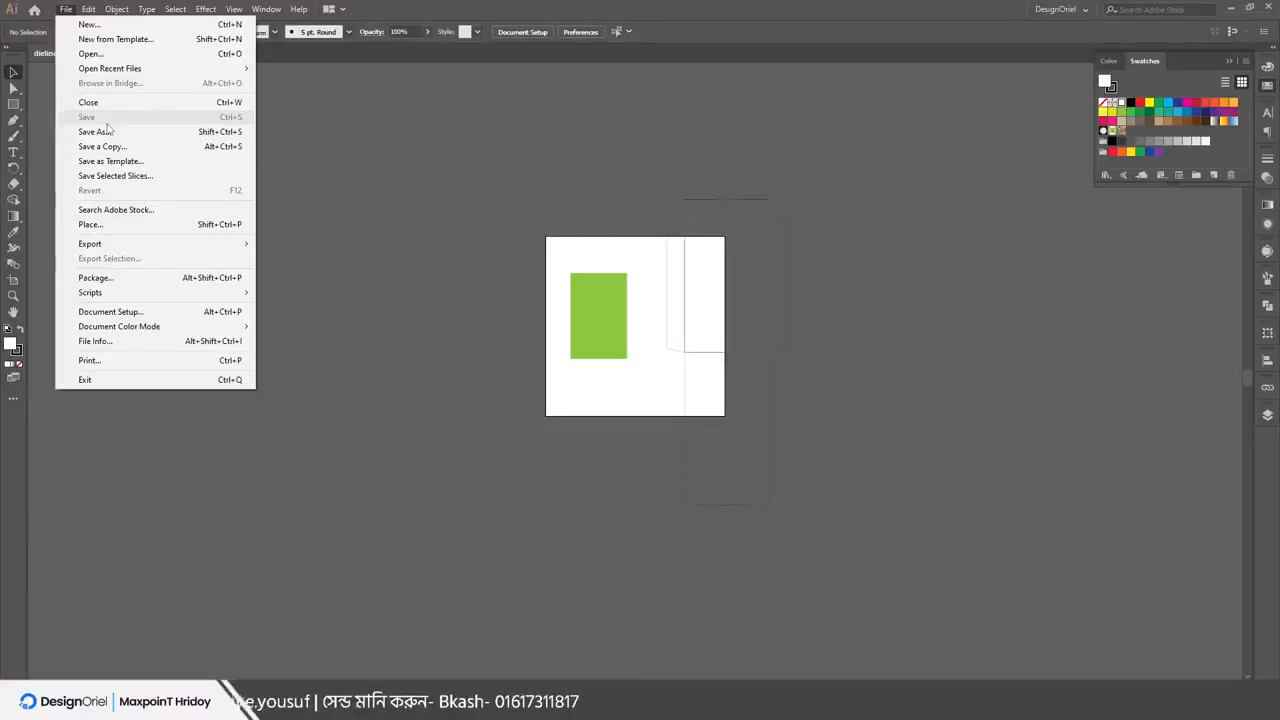 Ai File Edit Object Type Select Effect View Window Help DesignOriel Search Adobe Stock
No Selection 5 pt. Round Opacity: 100% Style: Document Setup Preferences
New... Ctrl+N
New from Template... Shift+Ctrl+N
Open... Ctrl+O
Open Recent Files
Browse in Bridge... Alt+Ctrl+O
Close Ctrl+W
Save Ctrl+S
Save As... Shift+Ctrl+S
Save a Copy... Alt+Ctrl+S
Save as Template...
Save Selected Slices...
Revert F12
Search Adobe Stock...
Place... Shift+Ctrl+P
Export
Export Selection...
Package... Alt+Shift+Ctrl+P
Scripts
Document Setup... Alt+Ctrl+P
Document Color Mode
File Info... Alt+Shift+Ctrl+I
Print... Ctrl+P
Exit Ctrl+Q
Color Swatches
DesignOriel | MaxpoinT Hridoy .yousuf | সেন্ড মানি করুন- Bkash- 01617311817